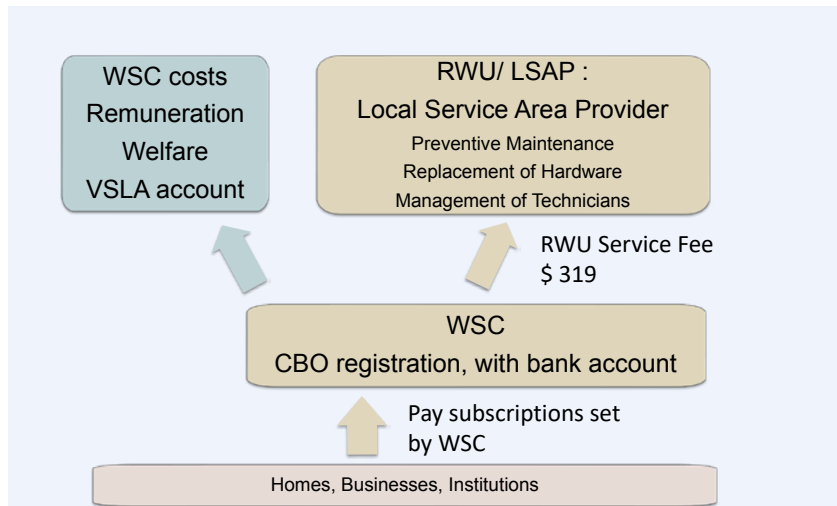 WSC costs
Remuneration
Welfare
VSLA account
RWU/ LSAP :
Local Service Area Provider
Preventive Maintenance
Replacement of Hardware
Management of Technicians
RWU Service Fee
$ 319
WSC
CBO registration, with bank account
Pay subscriptions set
by WSC
Homes, Businesses, Institutions